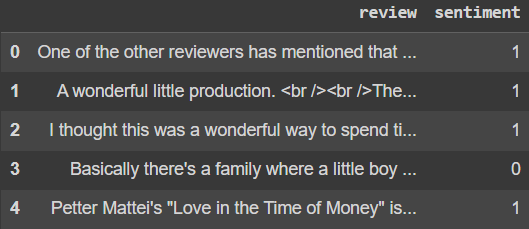 review sentiment
0 One of the other reviewers has mentioned that ... 1
1 A wonderful little production. <br /><br />The... 1
2 I thought this was a wonderful way to spend ti... 1
3 Basically there's a family where a little boy ... 0
4 Petter Mattei's "Love in the Time of Money" is... 1